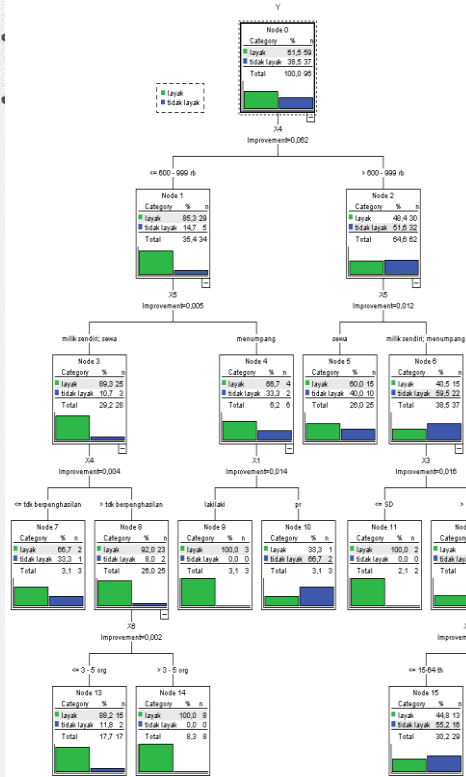 Y
Node 0
Category % n
layak 61,5 59
tidak layak 38,5 37
Total 100,0 96
layak
tidak layak
X4
Improvement=0,062
<= 600 - 999 rb
> 600 - 999 rb
Node 1
Category % n
layak 85,3 29
tidak layak 14,7 5
Total 35,4 34
Node 2
Category % n
layak 48,4 30
tidak layak 51,6 32
Total 64,6 62
X5
Improvement=0,005
X5
Improvement=0,012
milik sendiri; sewa
menumpang
sewa
milik sendiri; menumpang
Node 3
Category % n
layak 89,3 25
tidak layak 10,7 3
Total 29,2 28
Node 4
Category % n
layak 66,7 4
tidak layak 33,3 2
Total 6,2 6
Node 5
Category % n
layak 60,0 15
tidak layak 40,0 10
Total 26,0 25
Node 6
Category % n
layak 40,5 15
tidak layak 59,5 22
Total 38,5 37
X4
Improvement=0,004
X1
Improvement=0,014
X3
Improvement=0,016
<= tdk berpenghasilan
> tdk berpenghasilan
lakilaki
pr
<= SD
>
Node 7
Category % n
layak 66,7 2
tidak layak 33,3 1
Total 3,1 3
Node 8
Category % n
layak 92,0 23
tidak layak 8,0 2
Total 26,0 25
Node 9
Category % n
layak 100,0 3
tidak layak 0,0 0
Total 3,1 3
Node 10
Category % n
layak 33,3 1
tidak layak 66,7 2
Total 3,1 3
Node 11
Category % n
layak 100,0 2
tidak layak 0,0 0
Total 2,1 2
layak
Total
X6
Improvement=0,002
<= 3 - 5 org
> 3 - 5 org
<= 15-64 th
Node 13
Category % n
layak 88,2 15
tidak layak 11,8 2
Total 17,7 17
Node 14
Category % n
layak 100,0 8
tidak layak 0,0 0
Total 8,3 8
Node 15
Category % n
layak 44,8 13
tidak layak 55,2 16
Total 30,2 29